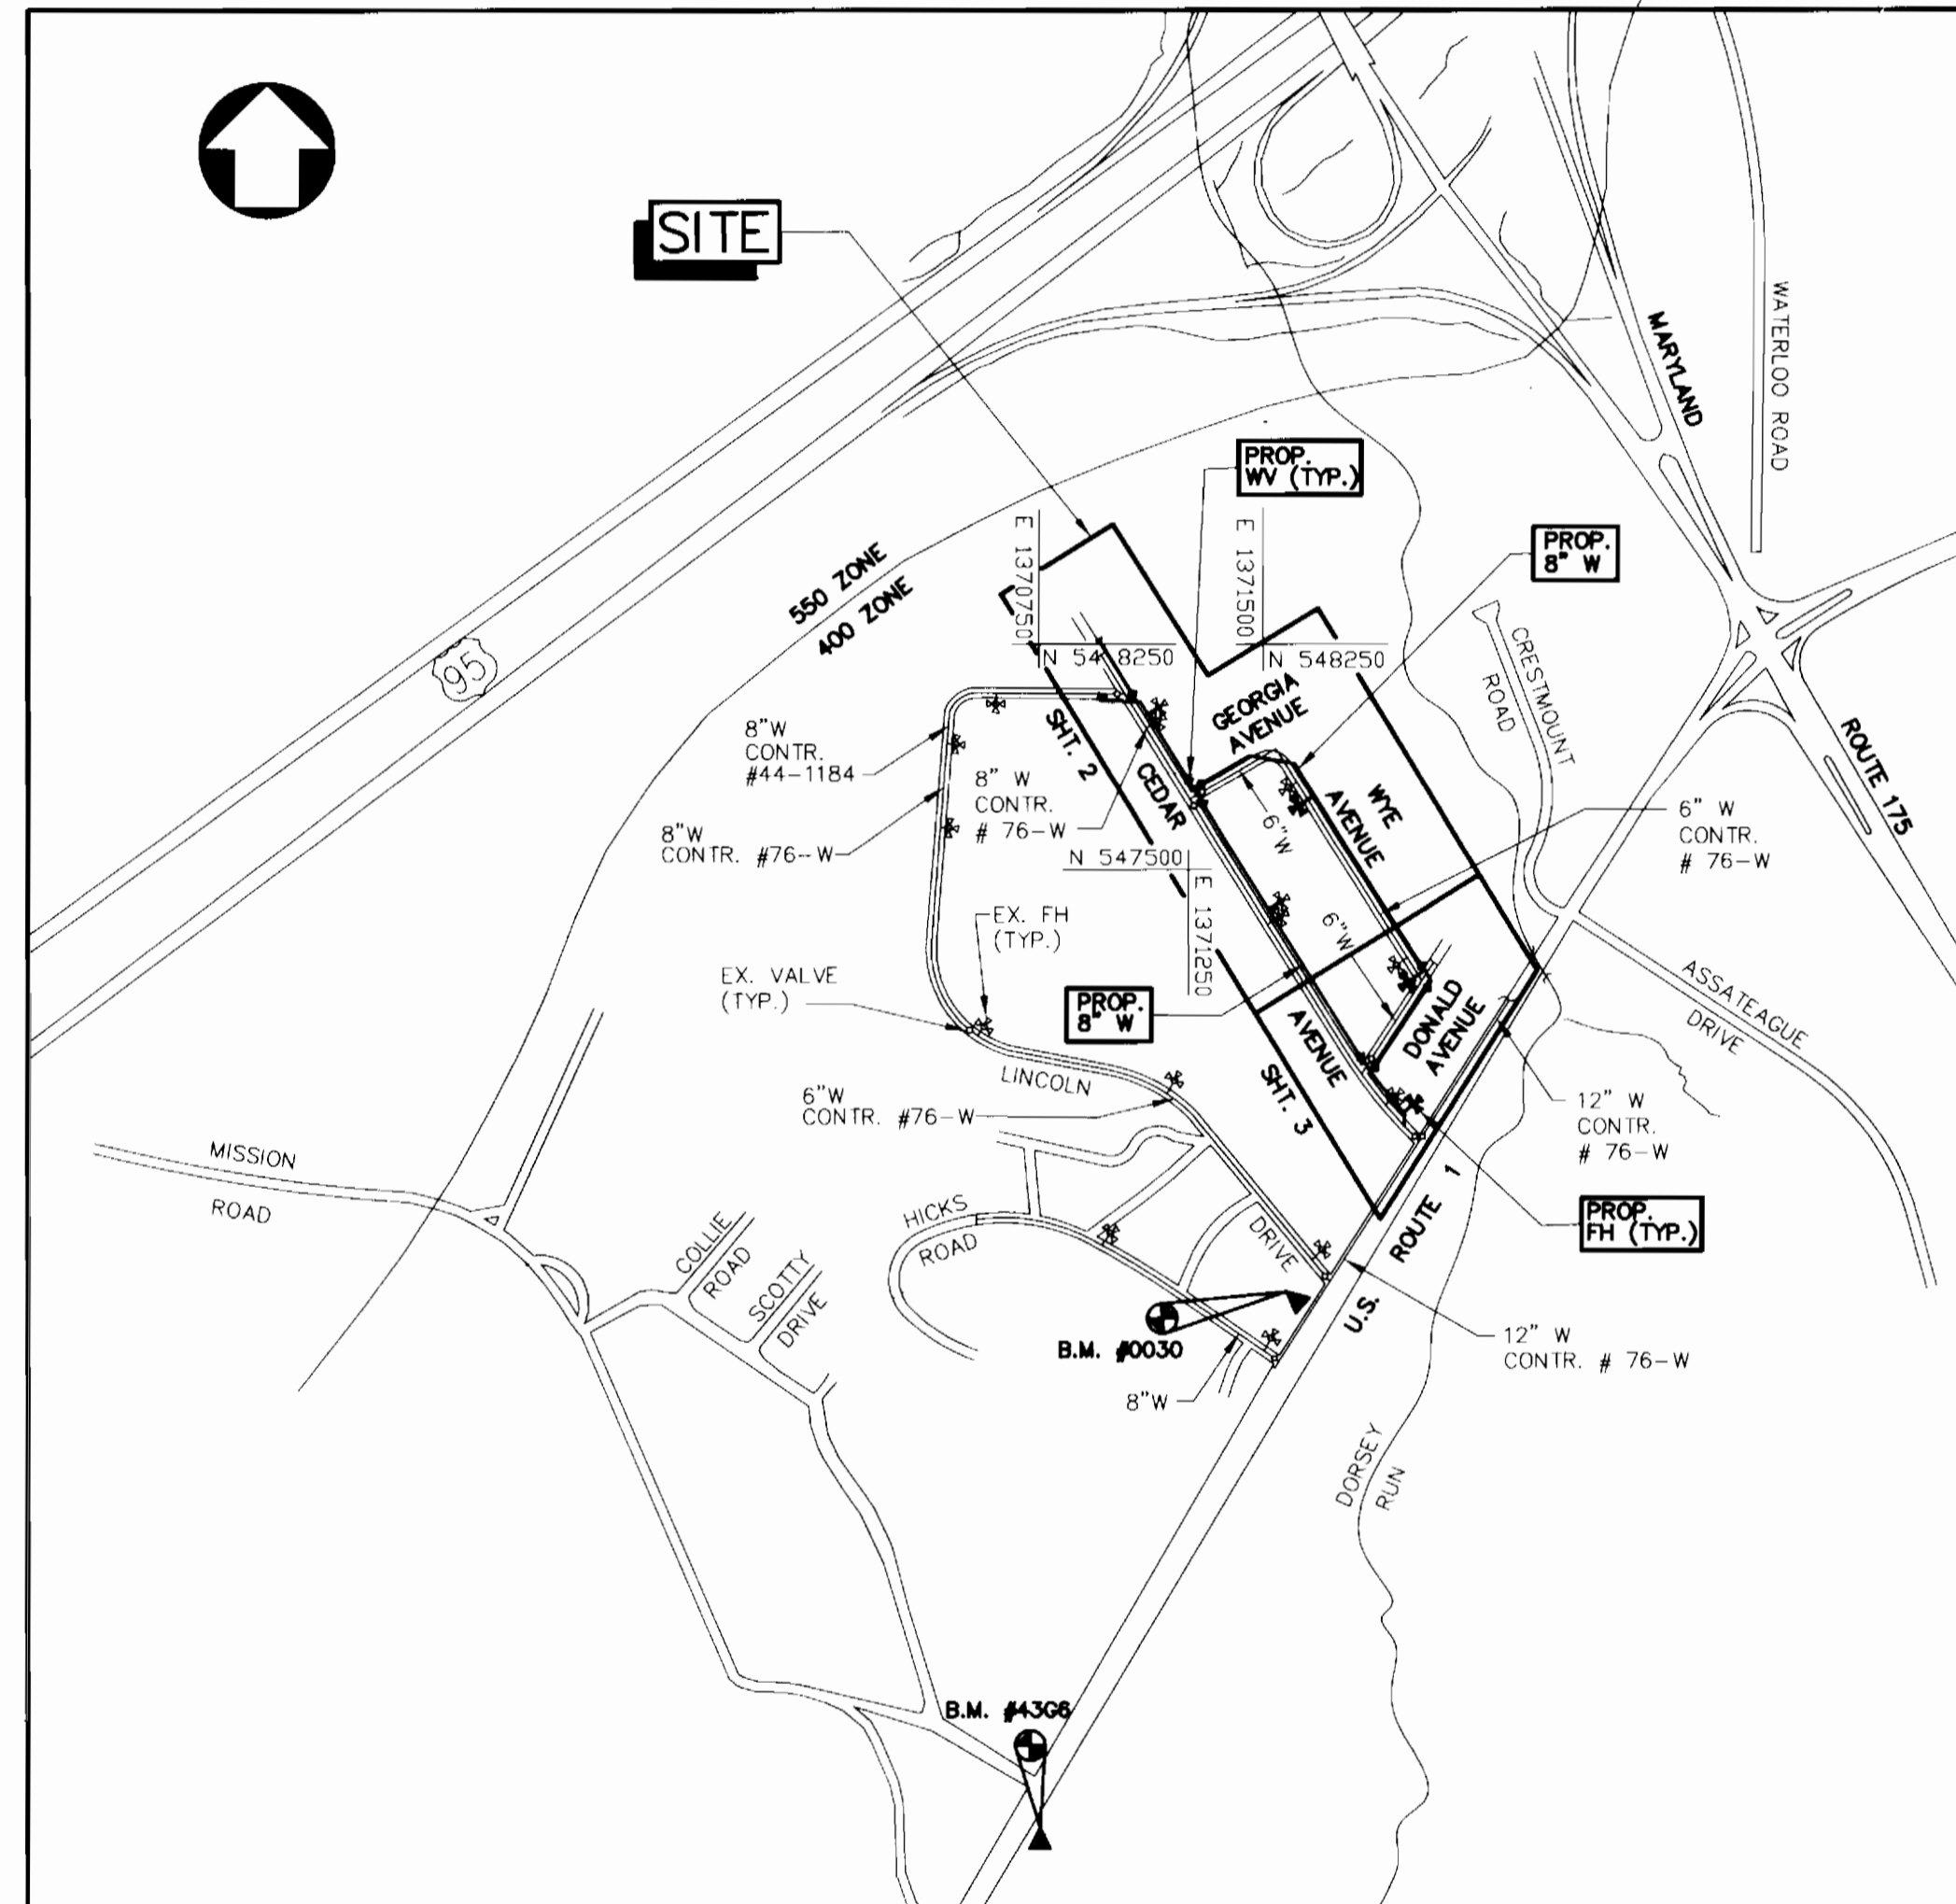 SITE
WATERLOO ROAD
MARYLAND
PROP.
WV (TYP.)
E 1370750
E 1371500
PROP.
8" W
550 ZONE
400 ZONE
95
N 548250
N 548250
CRESTMOUNT
ROAD
GEORGIA
AVENUE
SHT. 2
8"W
CONTR.
#44-1184
8" W
CONTR.
# 76-W
CEDAR
WYE
AVENUE
ROUTE 175
6" W
CONTR.
# 76-W
8"W
CONTR. #76-W
6"W
N 547500
E 1371250
EX. FH
(TYP.)
6"W
EX. VALVE
(TYP.)
PROP.
8" W
ASSATEAGUE
DRIVE
DONALD
AVENUE
AVENUE
LINCOLN
SHT. 3
6"W
CONTR. #76-W
12" W
CONTR.
# 76-W
MISSION
ROAD
HICKS
ROAD
DRIVE
COLLIE
ROAD
SCOTTY
DRIVE
U.S. ROUTE 1
PROP.
FH (TYP.)
B.M. #0030
12" W
CONTR. # 76-W
8"W
DORSEY
RUN
B.M. #43G6